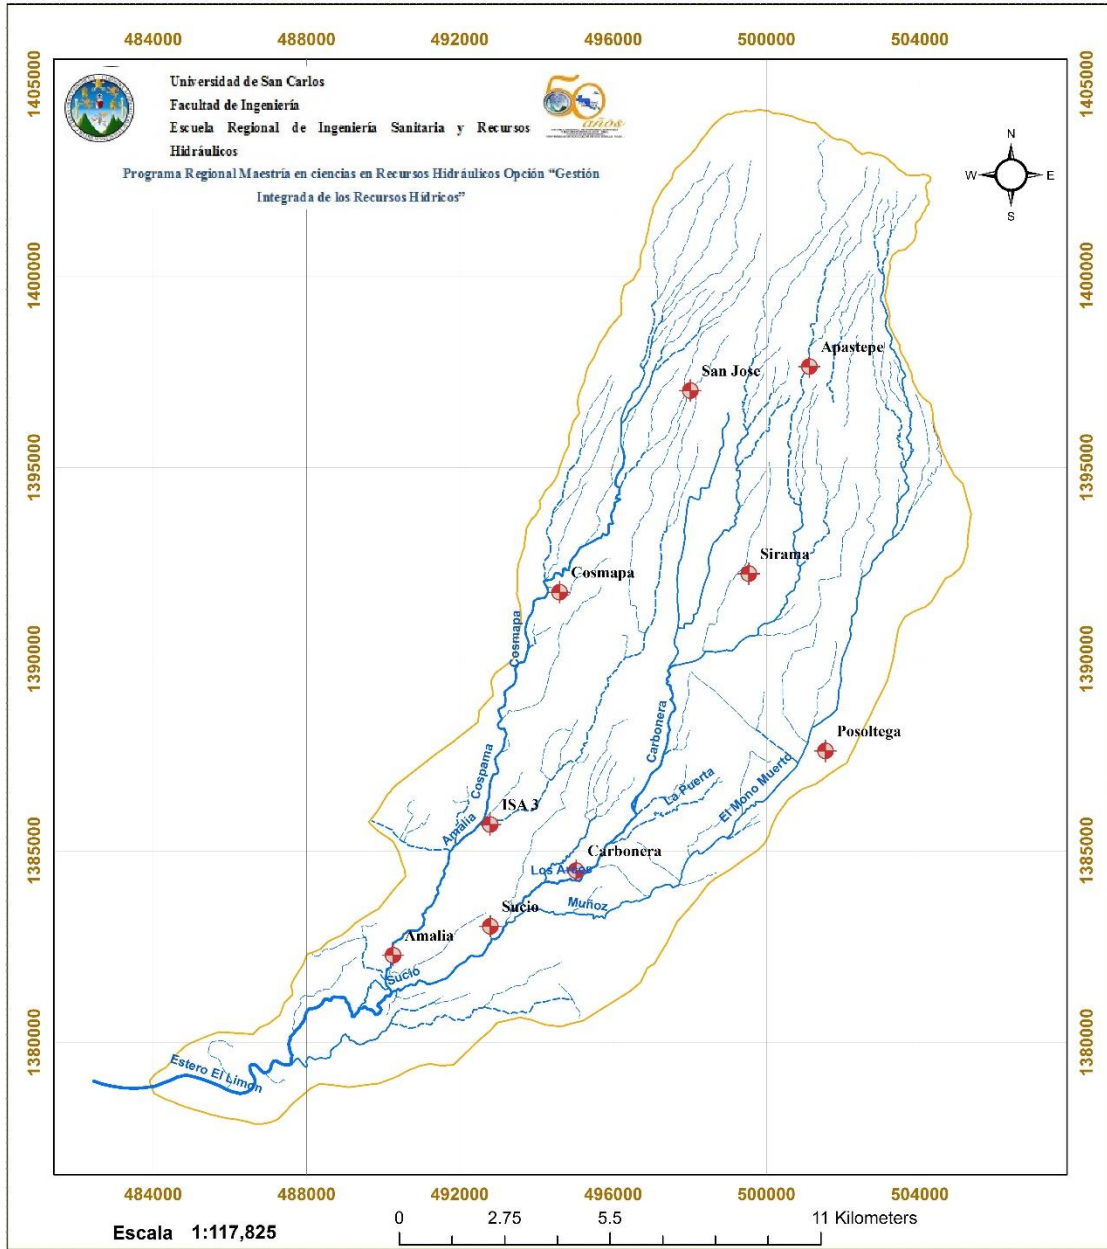 484000 488000 492000 496000 500000 504000
1405000
1405000
Universidad de San Carlos
Facultad de Ingeniería
Escuela Regional de Ingeniería Sanitaria y Recursos
Hidráulicos
Programa Regional Maestría en ciencias en Recursos Hidráulicos Opción “Gestión
Integrada de los Recursos Hídricos”
50
años
N
W E
S
1400000
1400000
Apastepe
San Jose
1395000
1395000
Sirama
Cosmapa
Cosmapa
1390000
1390000
Carbonera
Posoltega
Cospama
La Puerta
El Mono Muerto
ISA 3
Amalia
1385000
1385000
Carbonera
Los Arcos
Muñoz
Sucio
Amalia
Sucio
1380000
1380000
Estero El Limon
484000 488000 492000 496000 500000 504000
Escala 1:117,825
0 2.75 5.5 11 Kilometers